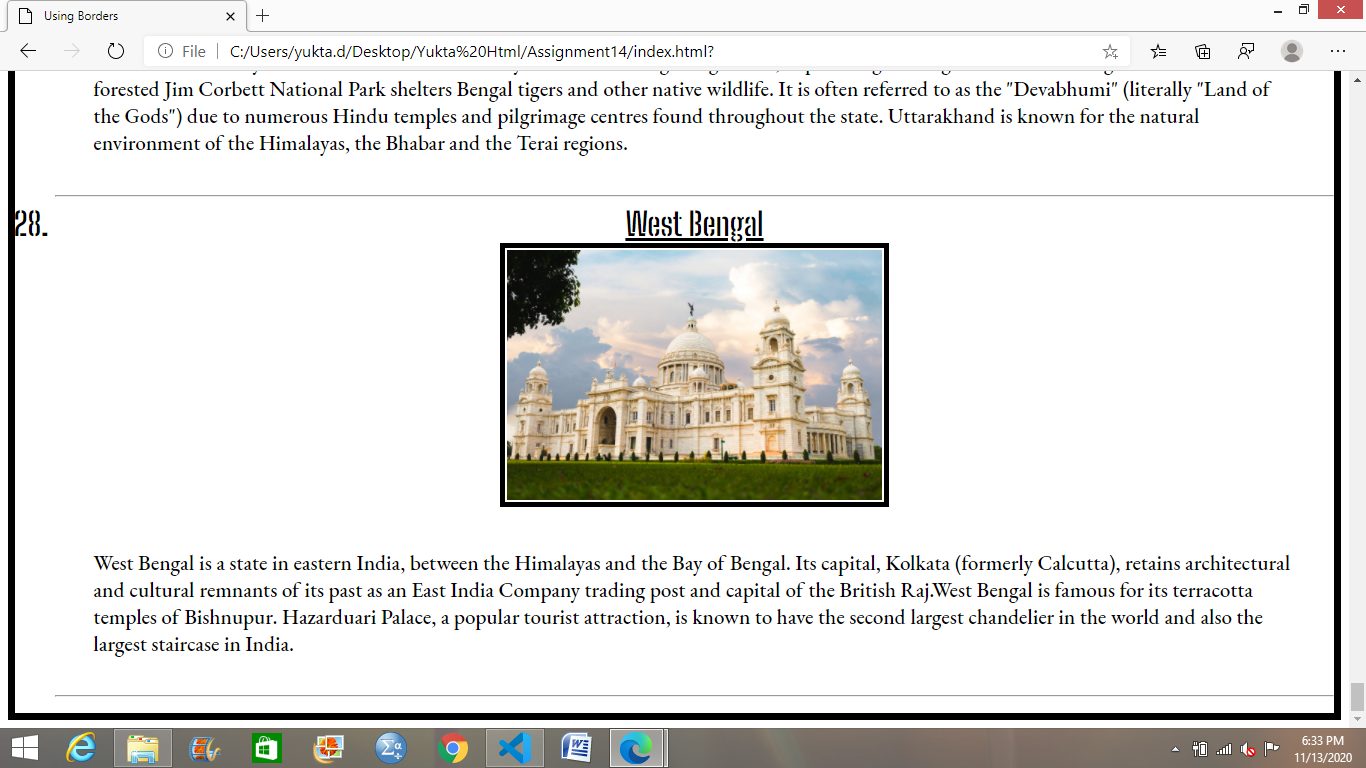 Using Borders
File
C:/Users/yukta.d/Desktop/Yukta%20Html/Assignment14/index.html?
forested Jim Corbett National Park shelters Bengal tigers and other native wildlife. It is often referred to as the "Devabhumi" (literally "Land of
the Gods") due to numerous Hindu temples and pilgrimage centres found throughout the state. Uttarakhand is known for the natural
environment of the Himalayas, the Bhabar and the Terai regions.
28. West Bengal
West Bengal is a state in eastern India, between the Himalayas and the Bay of Bengal. Its capital, Kolkata (formerly Calcutta), retains architectural
and cultural remnants of its past as an East India Company trading post and capital of the British Raj.West Bengal is famous for its terracotta
temples of Bishnupur. Hazarduari Palace, a popular tourist attraction, is known to have the second largest chandelier in the world and also the
largest staircase in India.
6:33 PM
11/13/2020